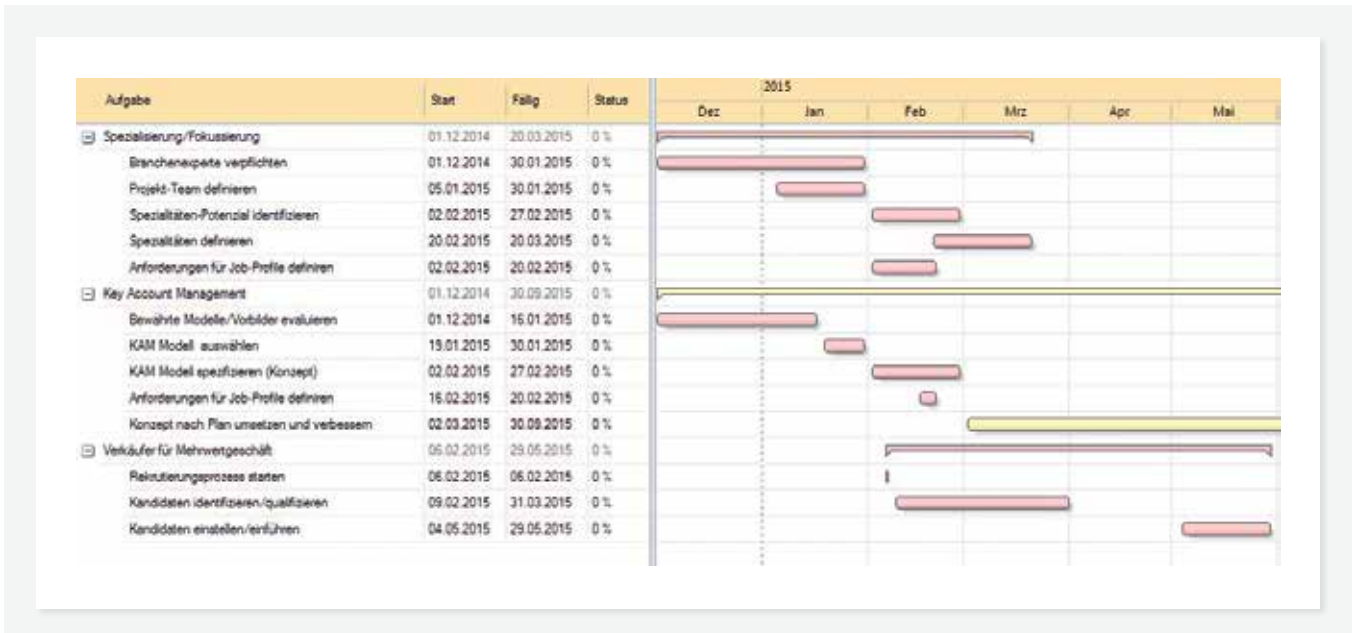 2015
Aufgabe Start Fällig Status Dez Jan Feb Mrz Apr Mai
Spezialisierung/Fokussierung 01.12.2014 20.03.2015 0 %
Branchenexperte verpflichten 01.12.2014 30.01.2015 0 %
Projekt-Team definieren 05.01.2015 30.01.2015 0 %
Spezialitäten-Potenzial identifizieren 02.02.2015 27.02.2015 0 %
Spezialitäten definieren 20.02.2015 20.03.2015 0 %
Anforderungen für Job-Profile definiren 02.02.2015 20.02.2015 0 %
Key Account Management 01.12.2014 30.09.2015 0 %
Bewährte Modelle/Vorbilder evaluieren 01.12.2014 16.01.2015 0 %
KAM Modell auswählen 19.01.2015 30.01.2015 0 %
KAM Modell spezifizieren (Konzept) 02.02.2015 27.02.2015 0 %
Anforderungen für Job-Profile definiren 16.02.2015 20.02.2015 0 %
Konzept nach Plan umsetzen und verbessern 02.03.2015 30.09.2015 0 %
Verkäufer für Mehrwertgeschäft 06.02.2015 29.05.2015 0 %
Rekrutierungsprozess starten 06.02.2015 06.02.2015 0 %
Kandidaten identifizieren/qualifizieren 09.02.2015 31.03.2015 0 %
Kandidaten einstellen/einführen 04.05.2015 29.05.2015 0 %